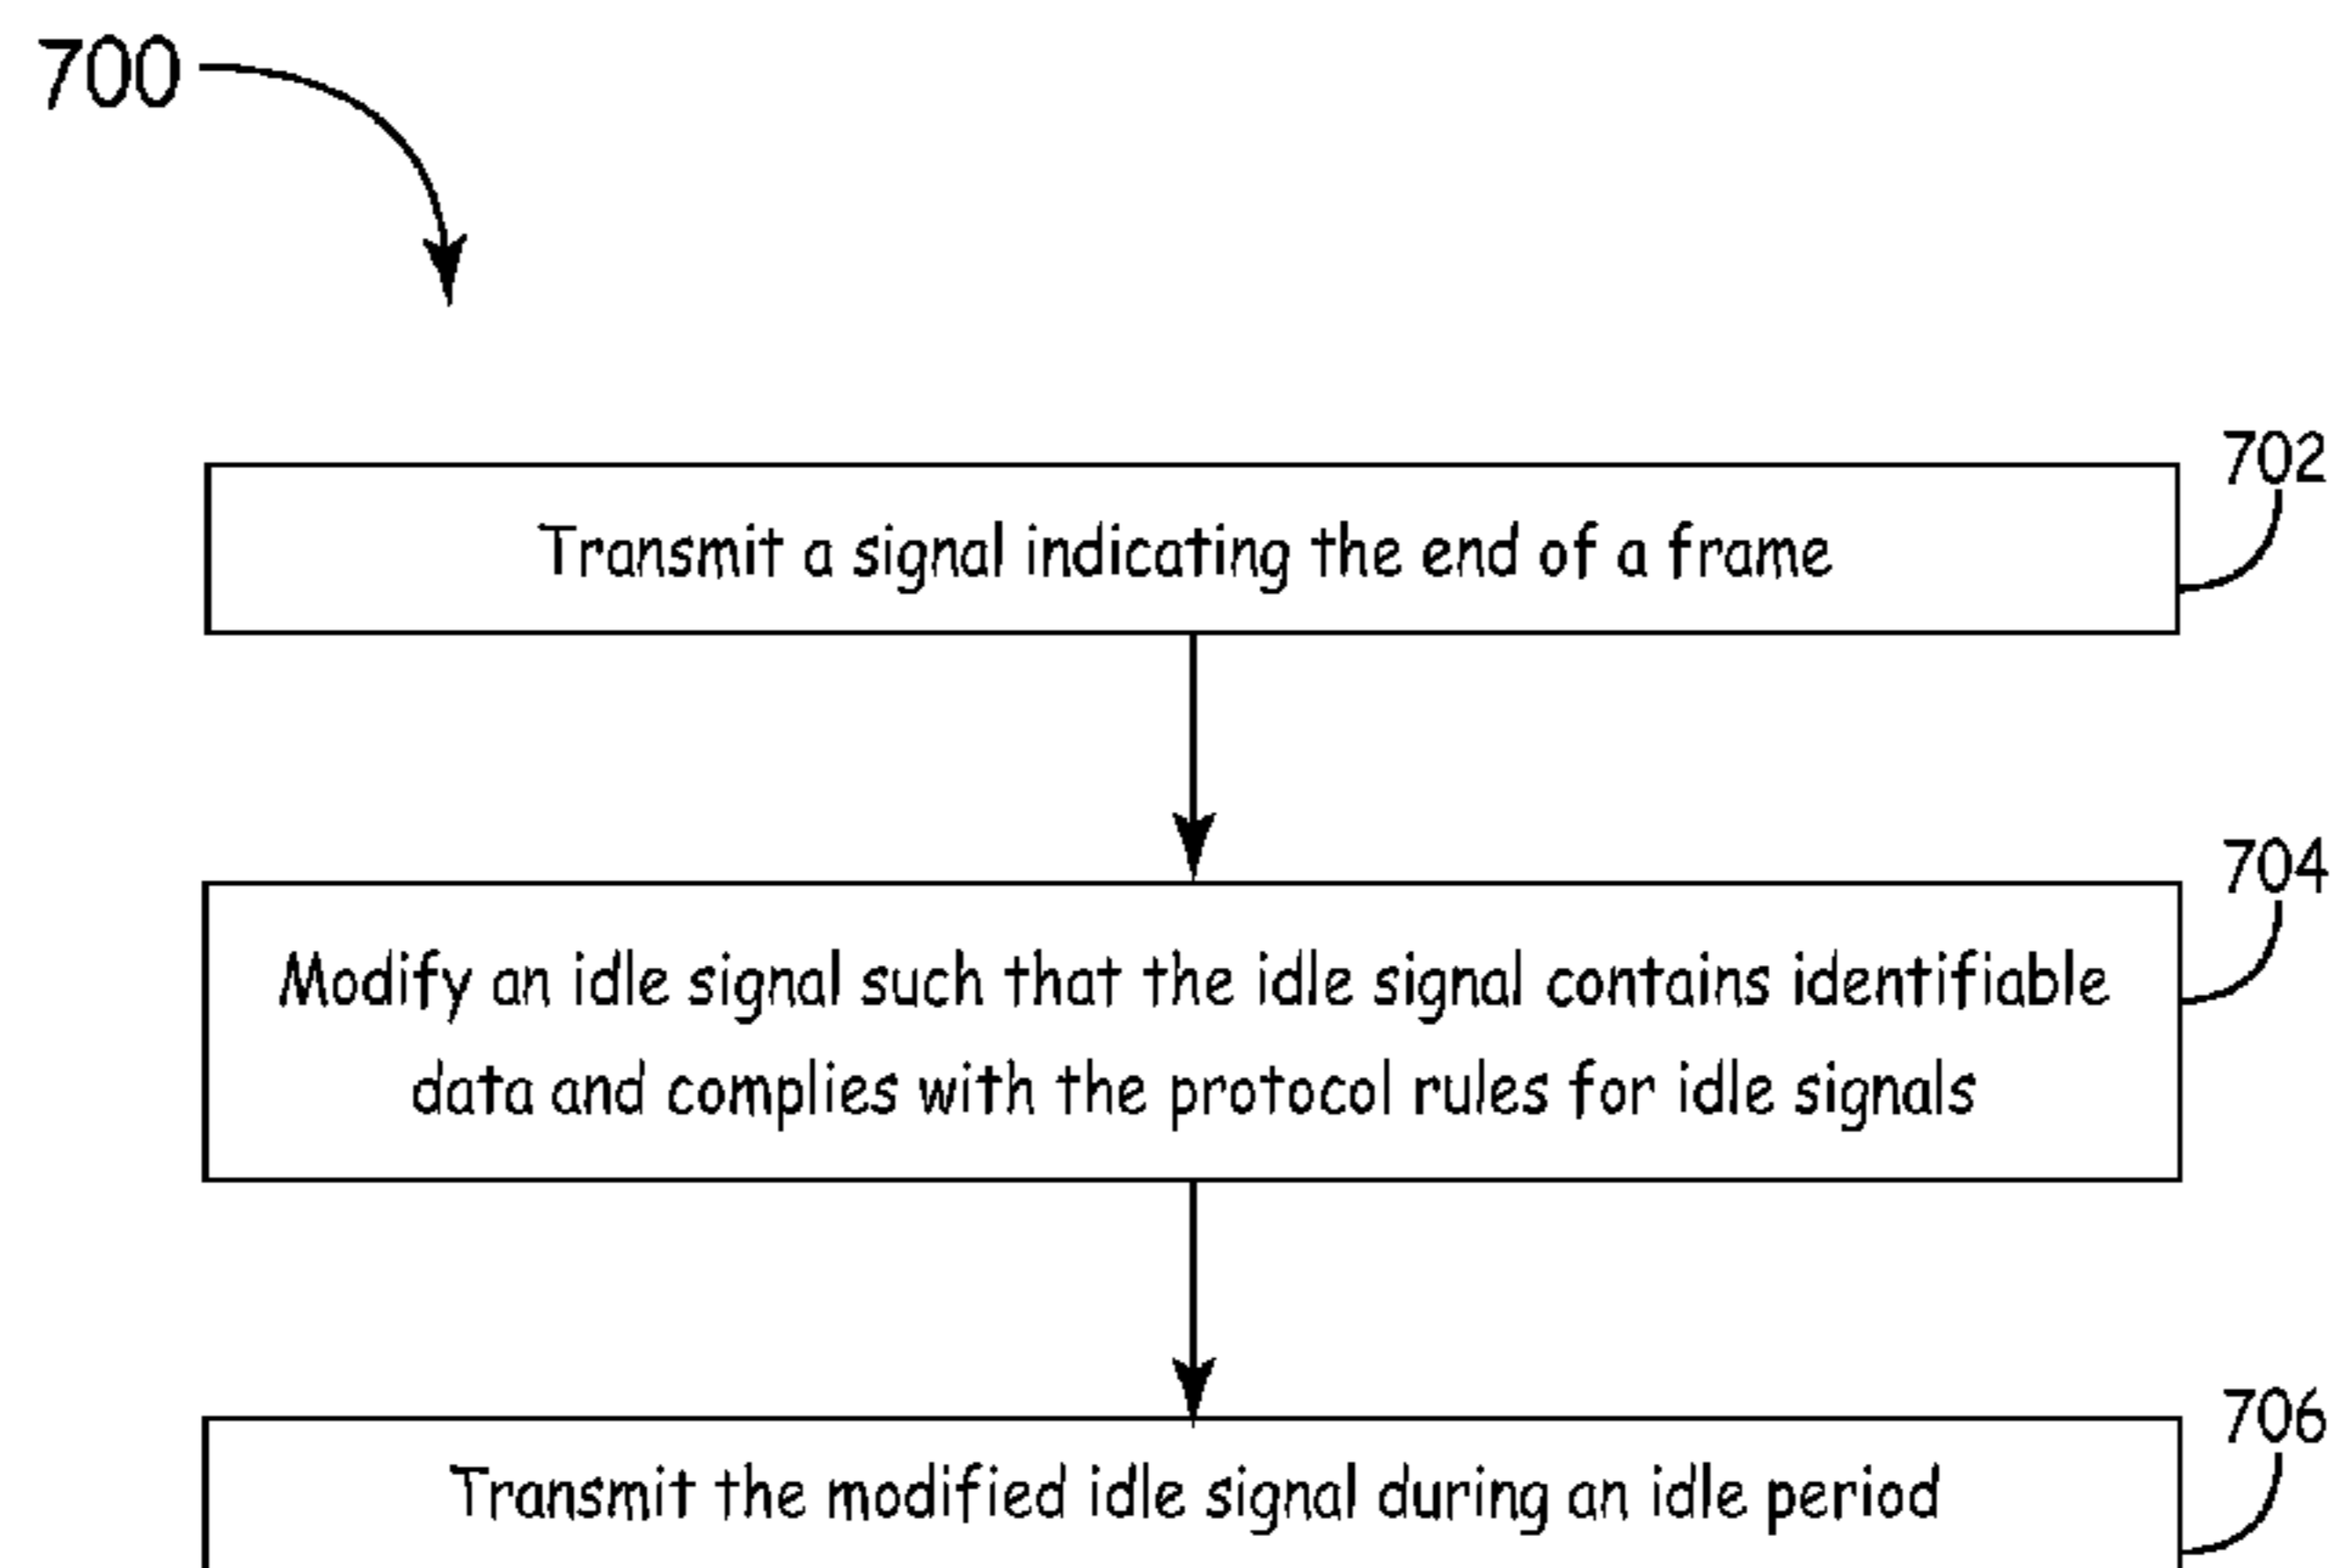 700
702
Transmit a signal indicating the end of a frame
704
Modify an idle signal such that the idle signal contains identifiable
data and complies with the protocol rules for idle signals
706
Transmit the modified idle signal during an idle period